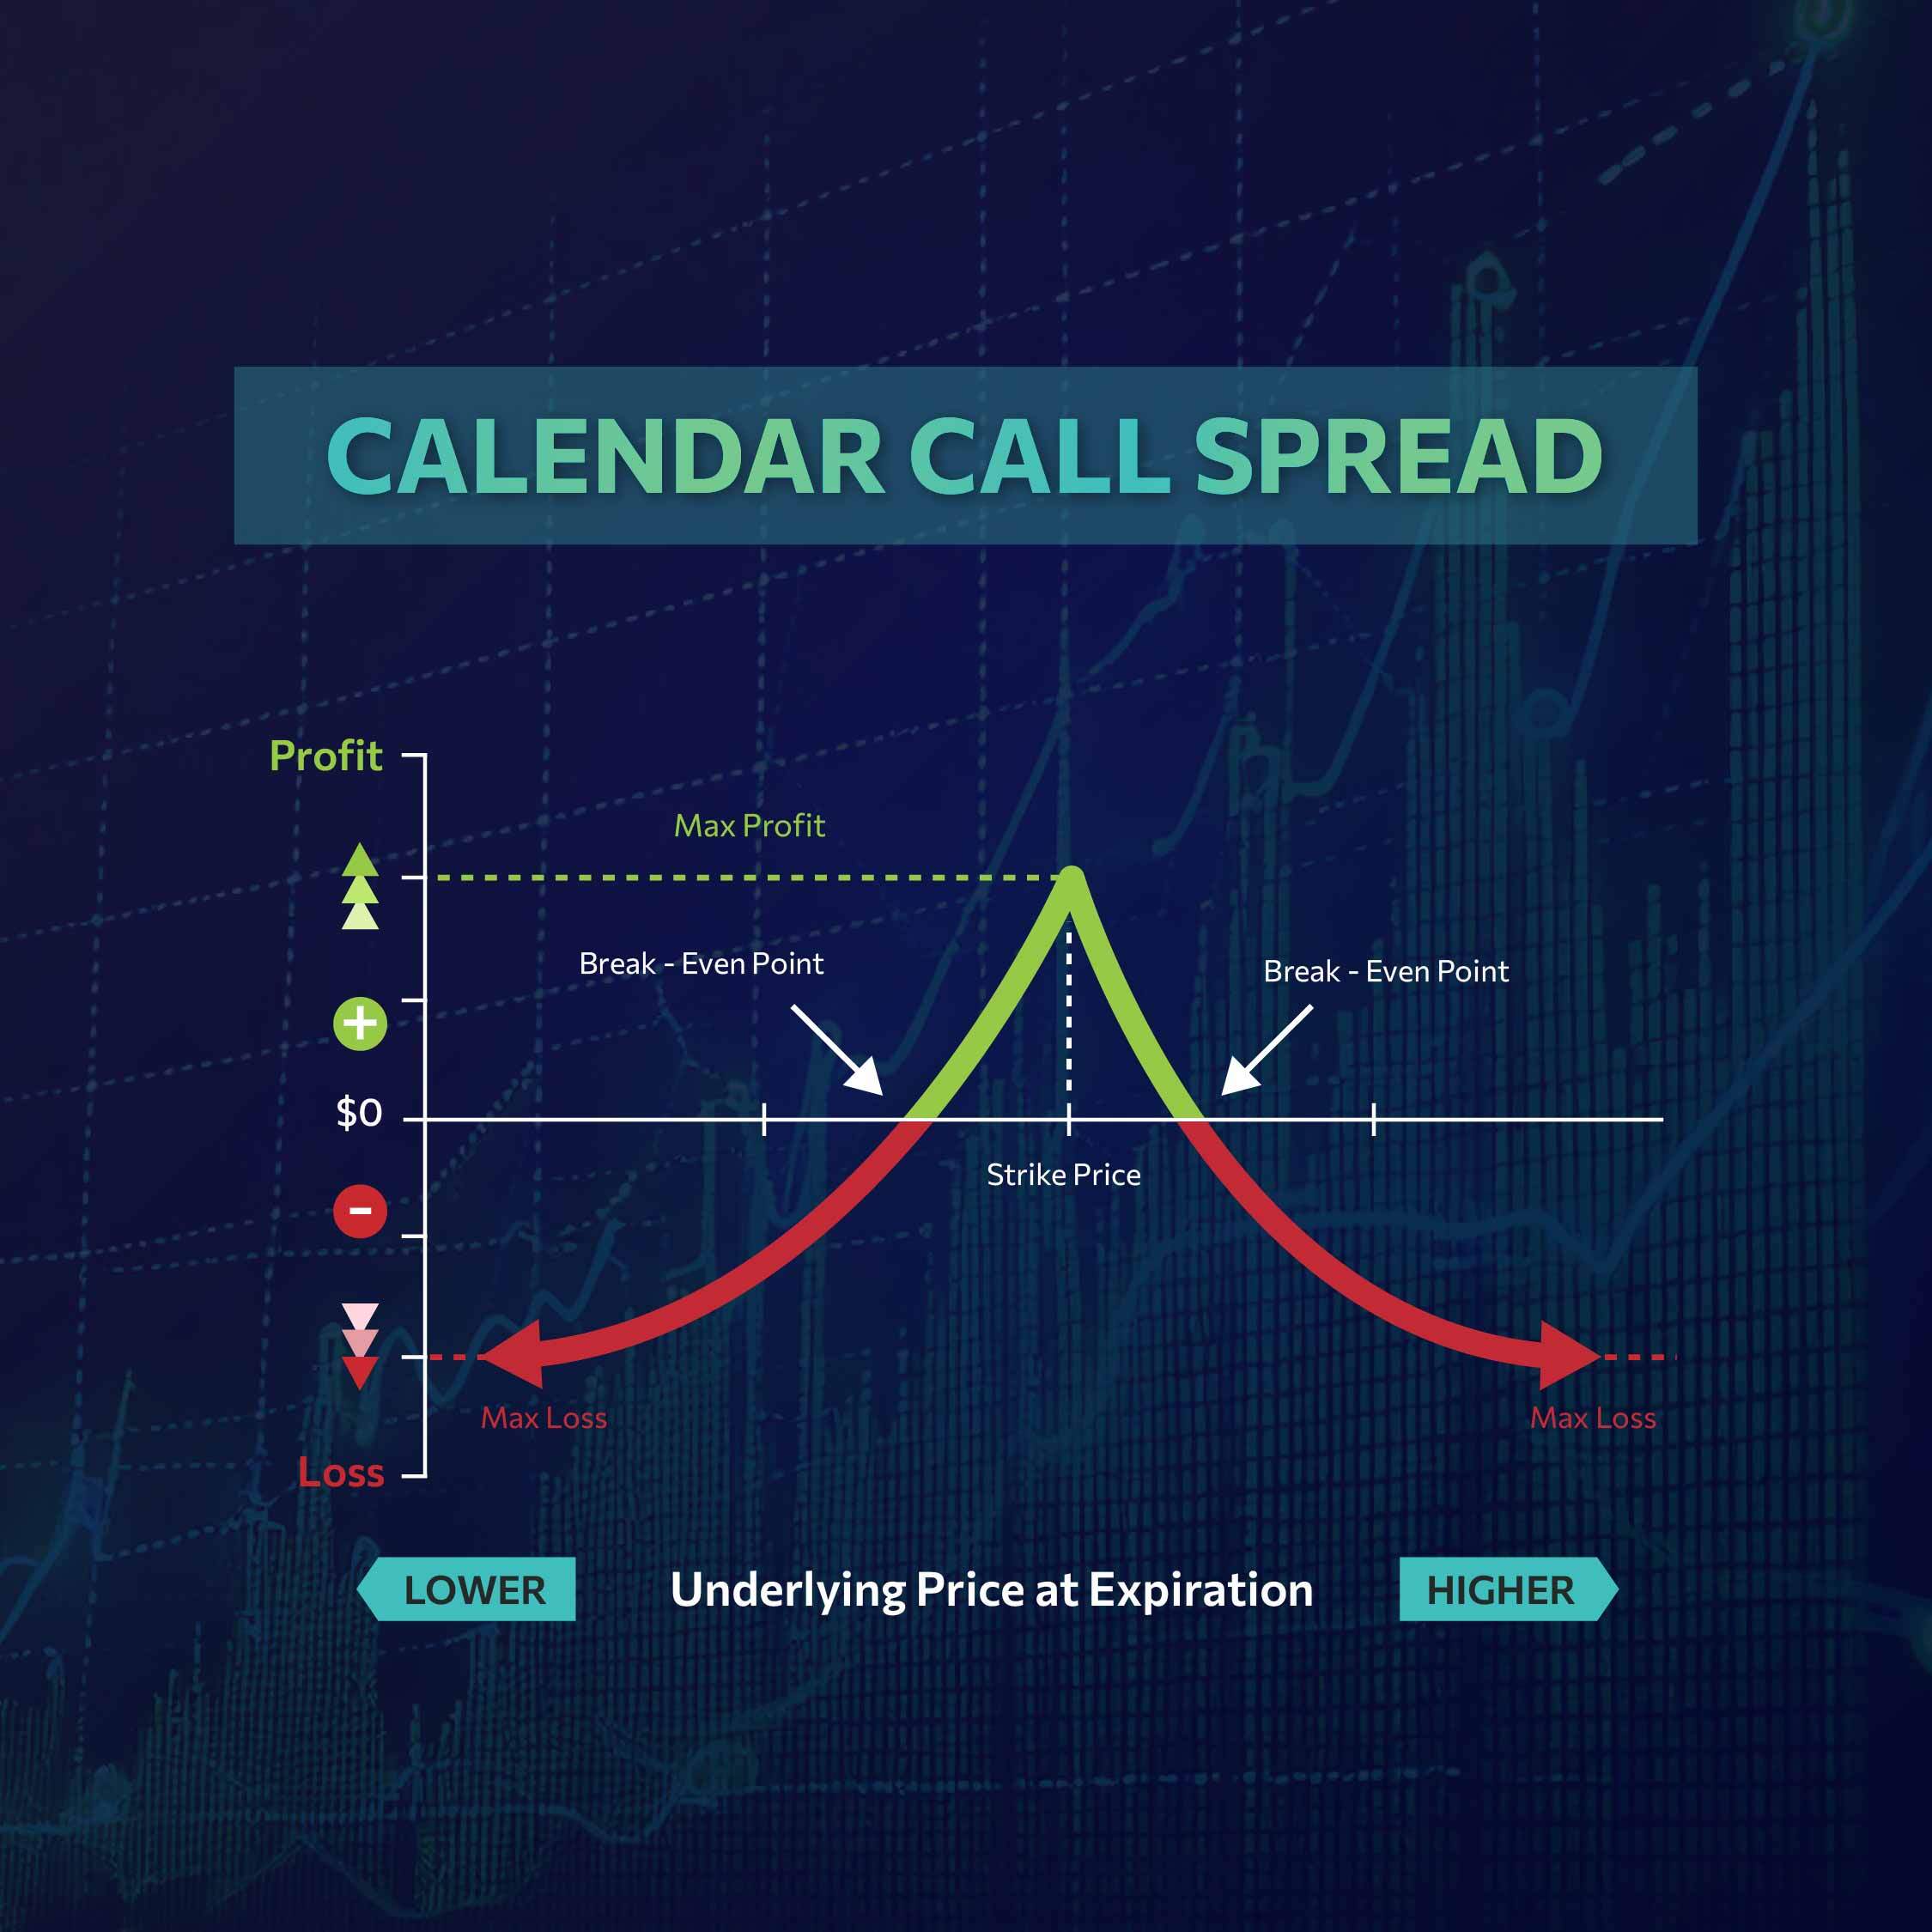 CALENDAR CALL SPREAD
Profit
Max Profit
Break - Even Point
Break - Even Point
+
$0
Strike Price
-
Max Loss
Max Loss
Loss
LOWER
Underlying Price at Expiration
HIGHER